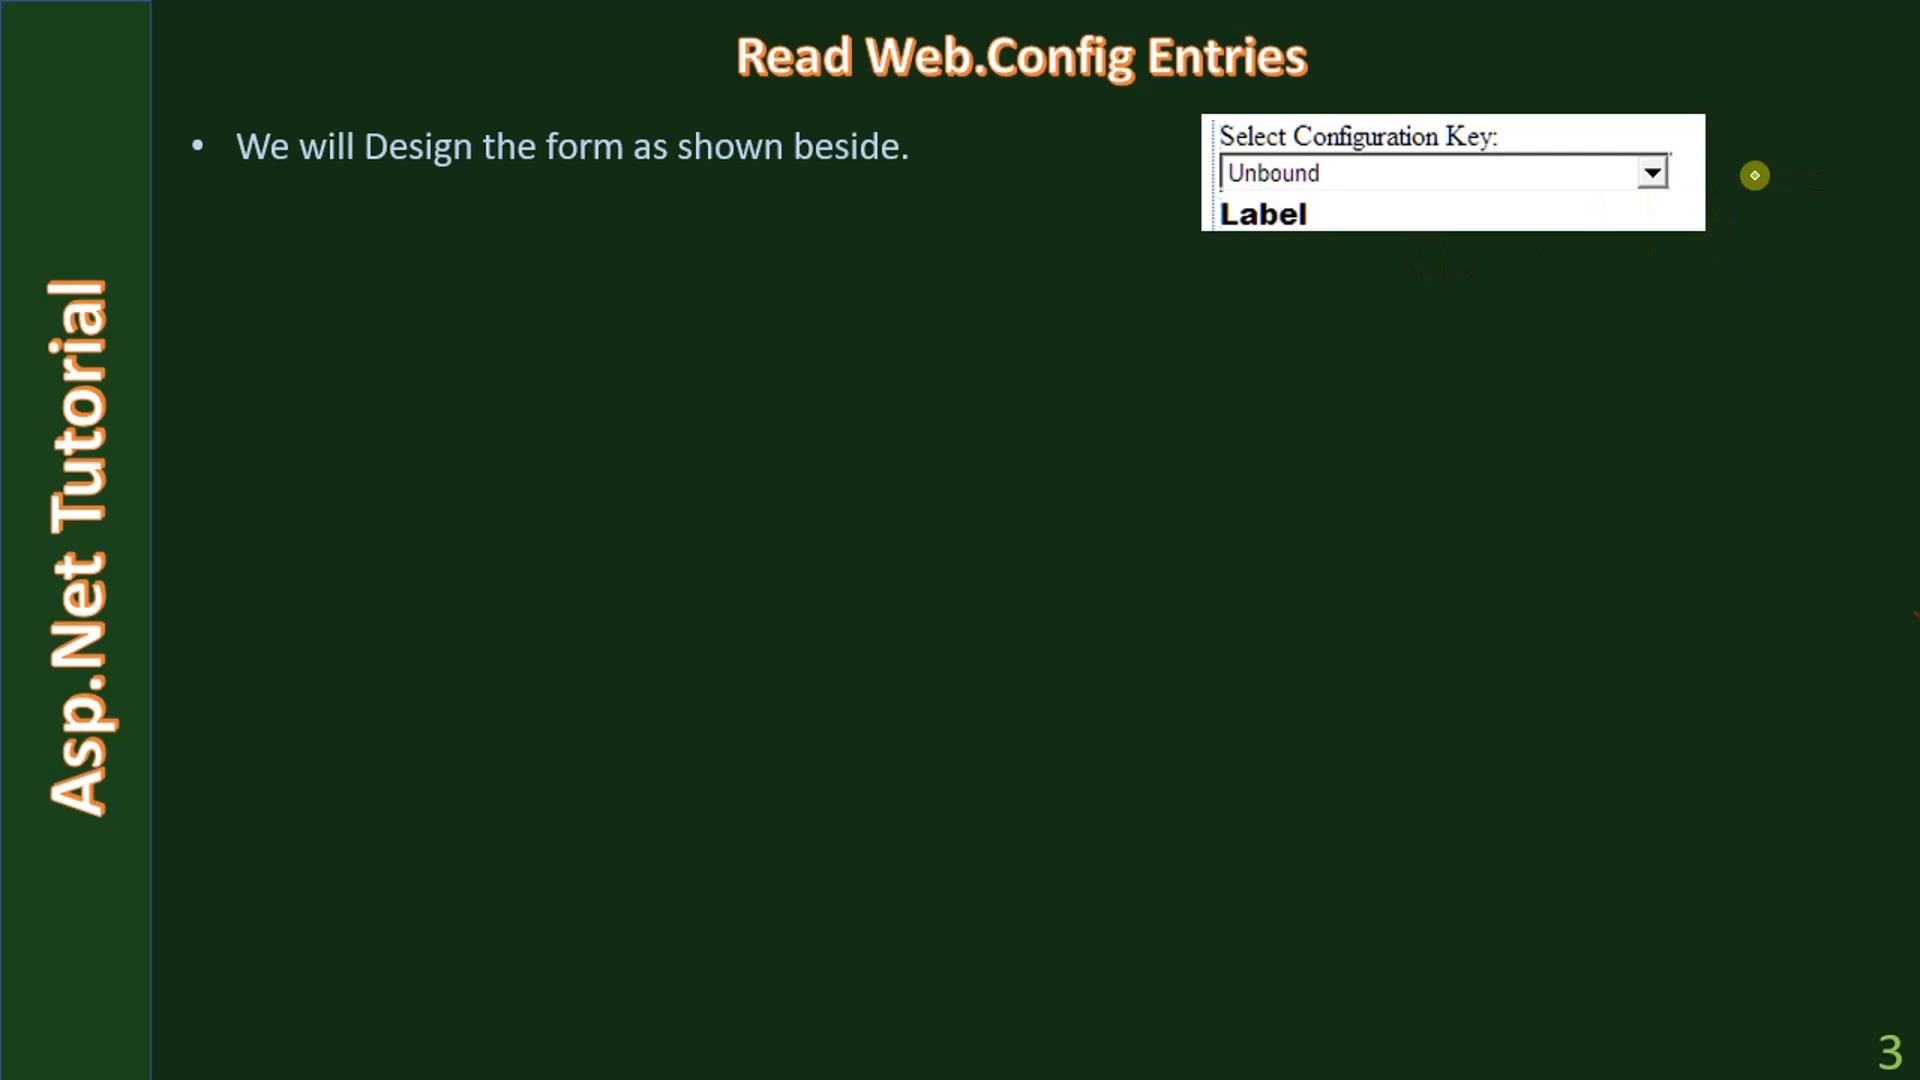 Read Web.Config Entries
• We will Design the form as shown beside.
Select Configuration Key:
Unbound
Label
Asp.Net Tutorial
3